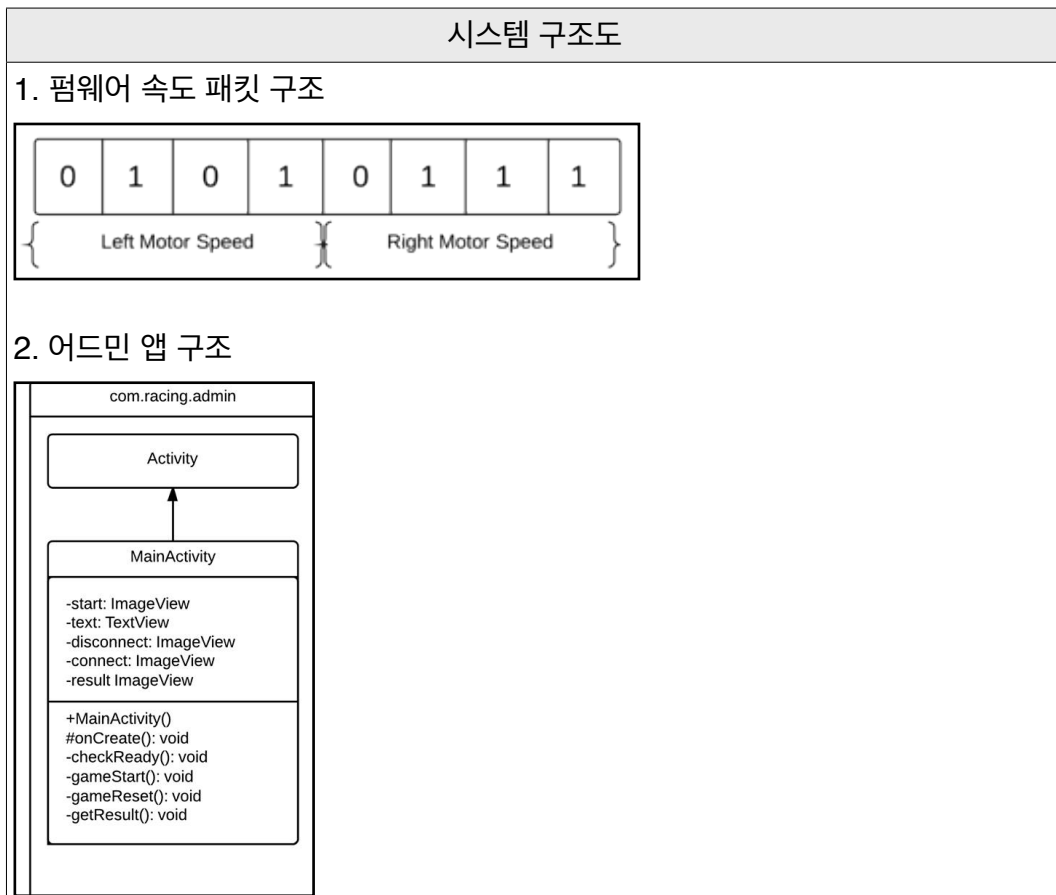 시스템 구조도
1. 펌웨어 속도 패킷 구조
0 1 0 1 0 1 1 1
Left Motor Speed Right Motor Speed
2. 어드민 앱 구조
com.racing.admin
Activity
MainActivity
-start: ImageView
-text: TextView
-disconnect: ImageView
-connect: ImageView
-result ImageView
+MainActivity()
#onCreate(): void
-checkReady(): void
-gameStart(): void
-gameReset(): void
-getResult(): void